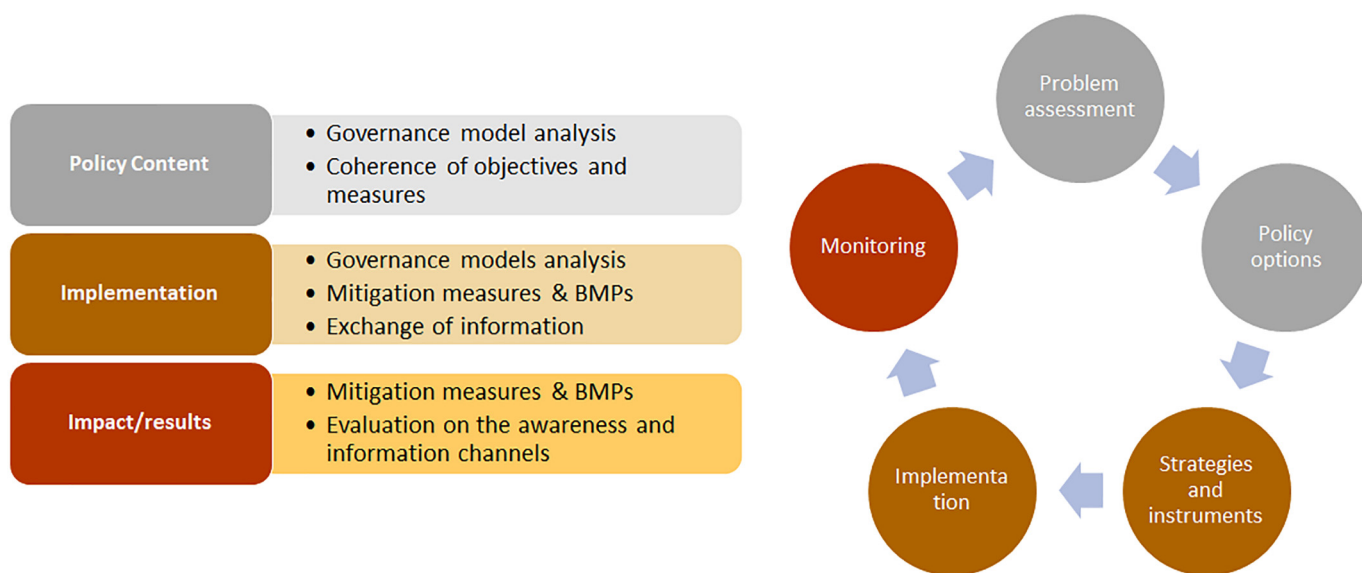 Policy Content
• Governance model analysis
• Coherence of objectives and
measures
Implementation
• Governance models analysis
• Mitigation measures & BMPs
• Exchange of information
Impact/results
• Mitigation measures & BMPs
• Evaluation on the awareness and
information channels
Problem
assessment
Policy
options
Strategies
and
instruments
Implementa
tion
Monitoring